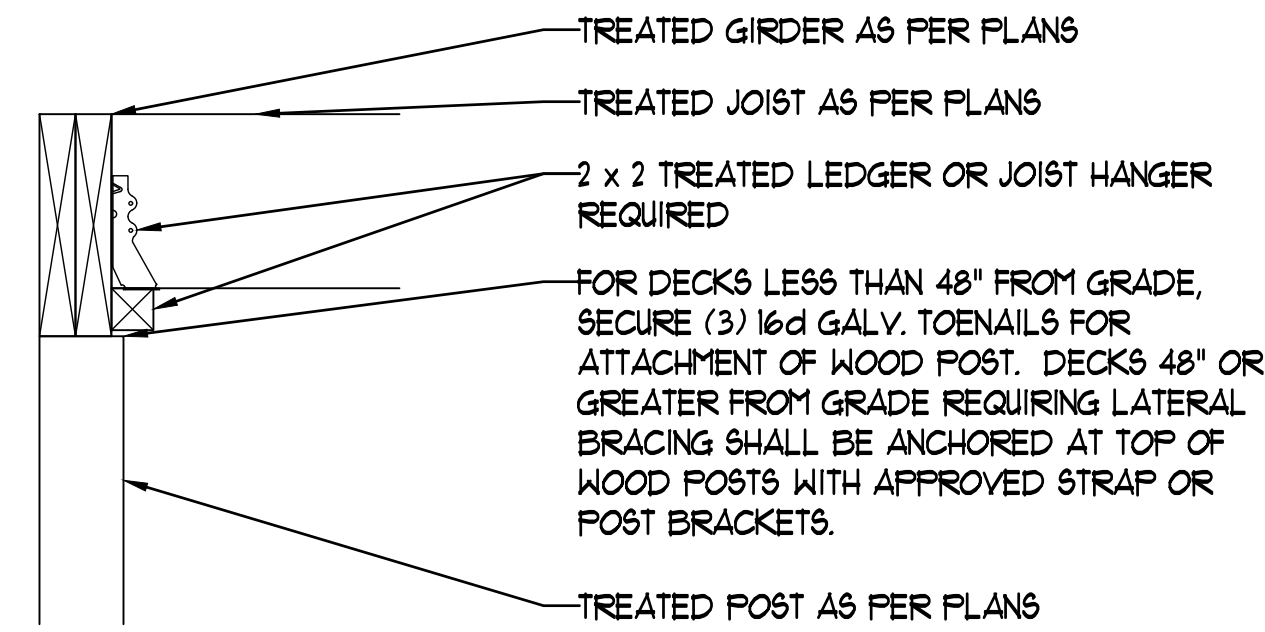 TREATED GIRDER AS PER PLANS
TREATED JOIST AS PER PLANS
2 x 2 TREATED LEDGER OR JOIST HANGER
REQUIRED
FOR DECKS LESS THAN 48" FROM GRADE,
SECURE (3) 16d GALV. TOENAILS FOR
ATTACHMENT OF WOOD POST. DECKS 48" OR
GREATER FROM GRADE REQUIRING LATERAL
BRACING SHALL BE ANCHORED AT TOP OF
WOOD POSTS WITH APPROVED STRAP OR
POST BRACKETS.
TREATED POST AS PER PLANS